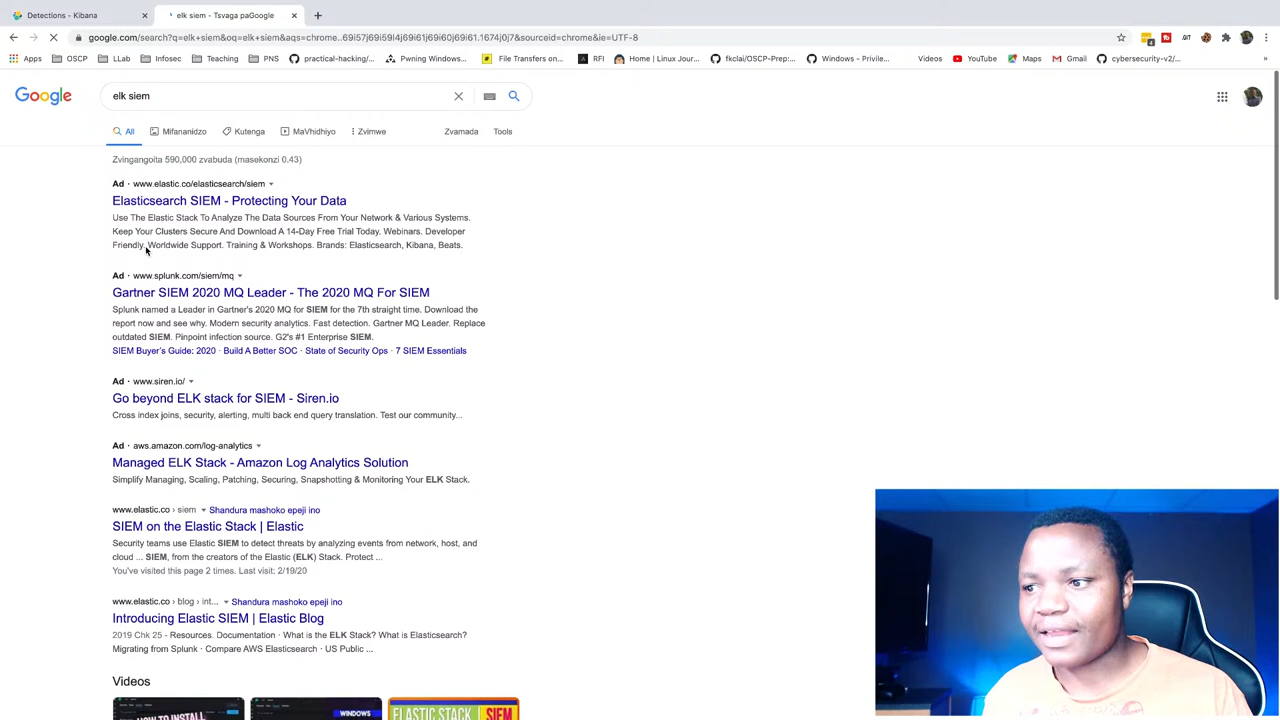 Detections - Kibana
elk siem - Tsvaga paGoogle
google.com/search?q=elk+siem&oq=elk+siem&aqs=chrome..69i57j69i59l4j69i61j69i60j69i61.1674j0j7&sourceid=chrome&ie=UTF-8
Apps OSCP LLab Infosec Teaching PNS practical-hacking/... Pwning Windows... File Transfers on... RFI Home | Linux Jour... fkclai/OSCP-Prep:... Windows - Privile... Videos YouTube Maps Gmail cybersecurity-v2/... »
Google
elk siem
All Mifananidzo Kutenga MaVhidhiyo Zvimwe Zvamada Tools
Zvingangoita 590,000 zvabuda (masekonzi 0.43)
Ad · www.elastic.co/elasticsearch/siem
Elasticsearch SIEM - Protecting Your Data
Use The Elastic Stack To Analyze The Data Sources From Your Network & Various Systems.
Keep Your Clusters Secure And Download A 14-Day Free Trial Today. Webinars. Developer
Friendly. Worldwide Support. Training & Workshops. Brands: Elasticsearch, Kibana, Beats.
Ad · www.splunk.com/siem/mq
Gartner SIEM 2020 MQ Leader - The 2020 MQ For SIEM
Splunk named a Leader in Gartner's 2020 MQ for SIEM for the 7th straight time. Download the
report now and see why. Modern security analytics. Fast detection. Gartner MQ Leader. Replace
outdated SIEM. Pinpoint infection source. G2's #1 Enterprise SIEM.
SIEM Buyer's Guide: 2020 · Build A Better SOC · State of Security Ops · 7 SIEM Essentials
Ad · www.siren.io/
Go beyond ELK stack for SIEM - Siren.io
Cross index joins, security, alerting, multi back end query translation. Test our community...
Ad · aws.amazon.com/log-analytics
Managed ELK Stack - Amazon Log Analytics Solution
Simplify Managing, Scaling, Patching, Securing, Snapshotting & Monitoring Your ELK Stack.
www.elastic.co › siem Shandura mashoko epeji ino
SIEM on the Elastic Stack | Elastic
Security teams use Elastic SIEM to detect threats by analyzing events from network, host, and
cloud ... SIEM, from the creators of the Elastic (ELK) Stack. Protect ...
You've visited this page 2 times. Last visit: 2/19/20
www.elastic.co › blog › int... Shandura mashoko epeji ino
Introducing Elastic SIEM | Elastic Blog
2019 Chk 25 - Resources. Documentation · What is the ELK Stack? What is Elasticsearch?
Migrating from Splunk · Compare AWS Elasticsearch · US Public ...
Videos
HOW TO INSTALL
WINDOWS
ELASTIC STACK SIEM